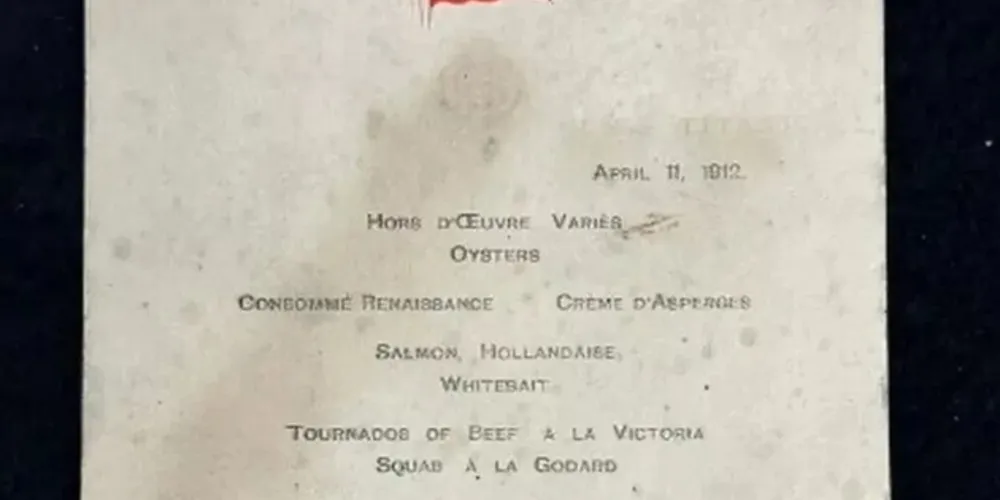 APRIL 11, 1912.
HORS D'ŒUVRE VARIÉS
OYSTERS
CONSOMMÉ RENAISSANCE CRÈME D'ASPERGES
SALMON, HOLLANDAISE
WHITEBAIT
TOURNADOS OF BEEF À LA VICTORIA
SQUAB À LA GODARD